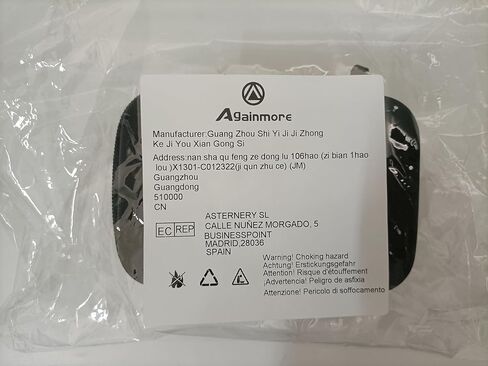 Againmore
Manufacturer:Guang Zhou Shi Yi Ji Ji Zhong
Ke Ji You Xian Gong Si
Address:nan sha qu feng ze dong lu 106hao (zi bian 1hao
lou )X1301-C012322(ji qun zhu ce) (JM)
Guangzhou
Guangdong
510000
CN
EC REP
ASTERNERY SL
CALLE NUÑEZ MORGADO, 5
BUSINESSPOINT
MADRID,28036
SPAIN
Warning! Choking hazard
Achtung! Erstickungsgefahr
Attention! Risque d'étouffement
¡Advertencia! Peligro de asfixia
Attenzione! Pericolo di soffocamento